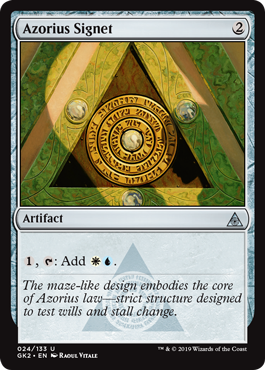 Azorius Signet 2
Artifact
1, : Add .
The maze-like design embodies the core
of Azorius law—strict structure designed
to test wills and stall change.
024/133 U
GK2 • EN Raoul Vitale
™ & © 2019 Wizards of the Coast